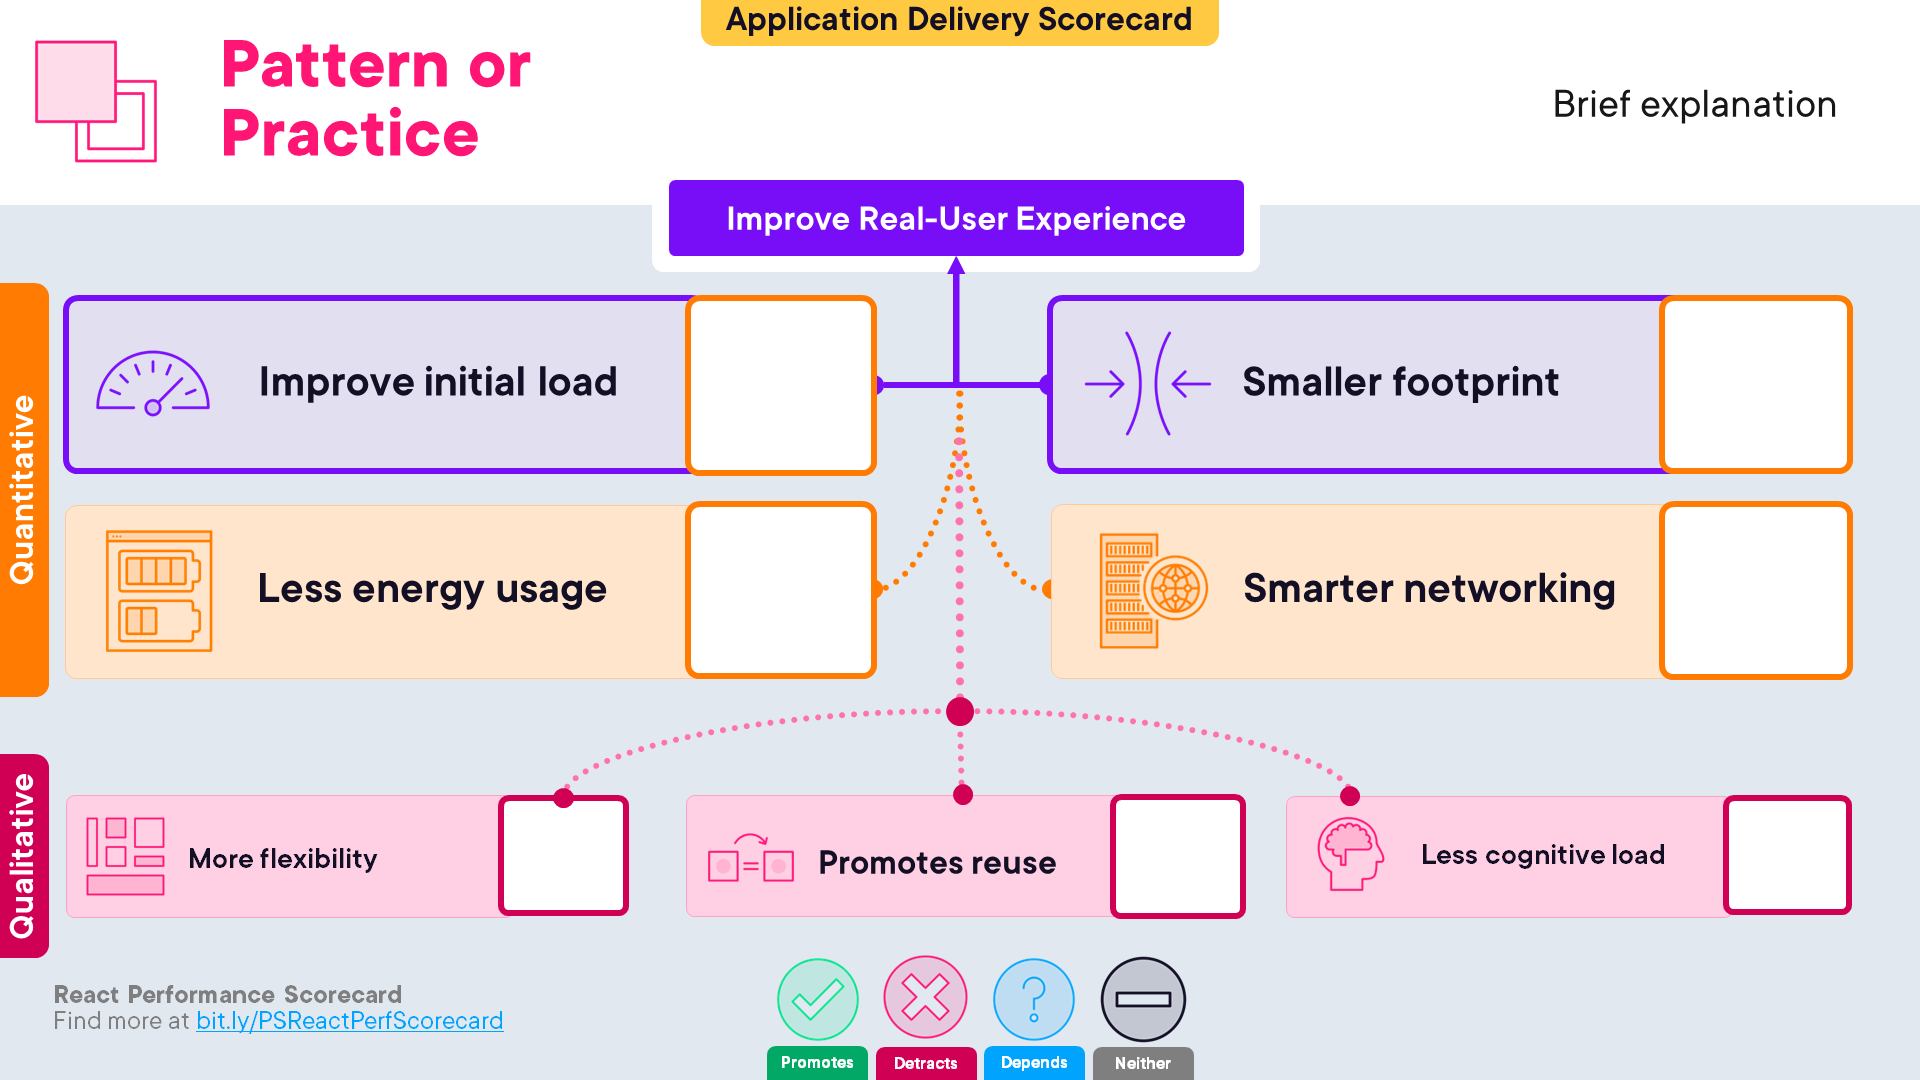 Application Delivery Scorecard
Pattern or
Practice
Brief explanation
Improve Real-User Experience
Quantitative
Improve initial load
Smaller footprint
Less energy usage
Smarter networking
Qualitative
More flexibility
Promotes reuse
Less cognitive load
React Performance Scorecard
Find more at bit.ly/PSReactPerfScorecard
Promotes
Detracts
Depends
Neither